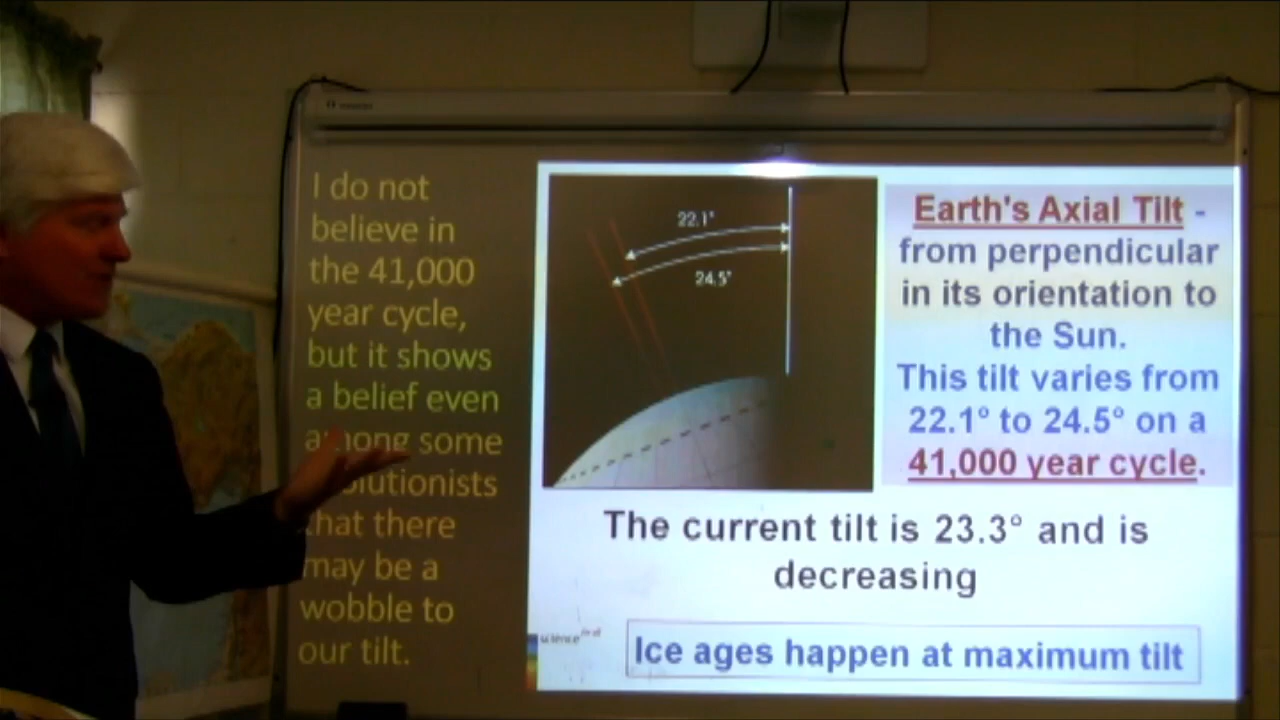 I do not
believe in
the 41,000
year cycle,
but it shows
a belief even
among some
that there
may be a
wobble to
our tilt.
22.1°
24.5°
Earth's Axial Tilt -
from perpendicular
in its orientation to
the Sun.
This tilt varies from
22.1° to 24.5° on a
41,000 year cycle.
The current tilt is 23.3° and is
decreasing
science
Ice ages happen at maximum tilt